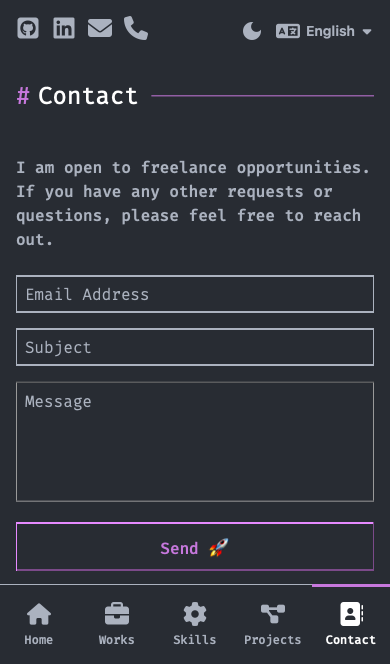 English
# Contact
I am open to freelance opportunities.
If you have any other requests or
questions, please feel free to reach
out.
Email Address
Subject
Message
Send 🚀
Home Works Skills Projects Contact